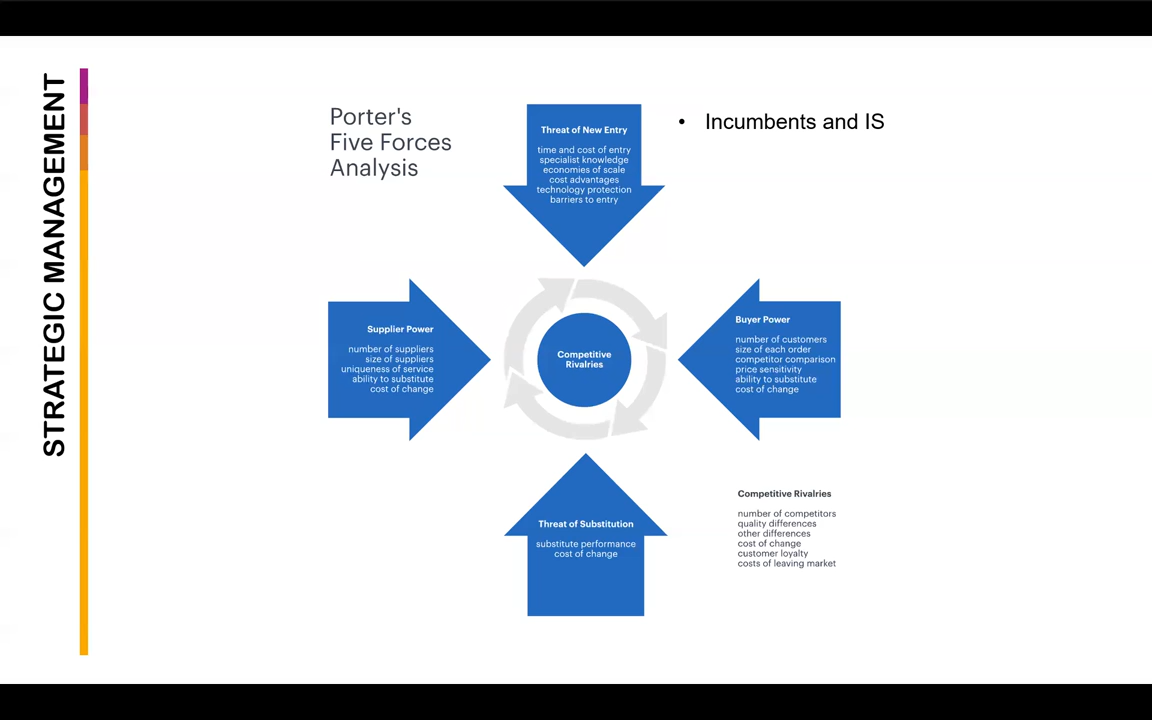 STRATEGIC MANAGEMENT
Porter's
Five Forces
Analysis
Threat of New Entry
time and cost of entry
specialist knowledge
economies of scale
cost advantages
technology protection
barriers to entry
• Incumbents and IS
Supplier Power
number of suppliers
size of suppliers
uniqueness of service
ability to substitute
cost of change
Competitive
Rivalries
Buyer Power
number of customers
size of each order
competitor comparison
price sensitivity
ability to substitute
cost of change
Threat of Substitution
substitute performance
cost of change
Competitive Rivalries
number of competitors
quality differences
other differences
cost of change
customer loyalty
costs of leaving market